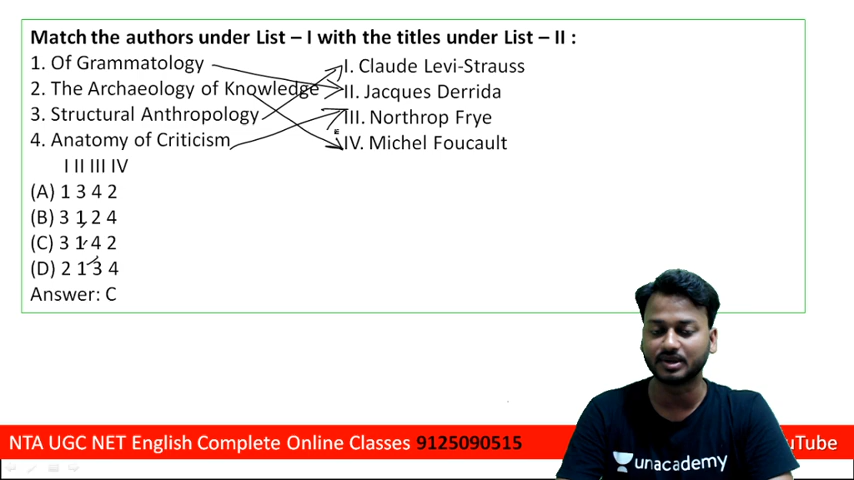 Match the authors under List – I with the titles under List – II :
1. Of Grammatology
I. Claude Levi-Strauss
2. The Archaeology of Knowledge
II. Jacques Derrida
3. Structural Anthropology
III. Northrop Frye
4. Anatomy of Criticism
IV. Michel Foucault
I II III IV
(A) 1 3 4 2
(B) 3 1 2 4
(C) 3 1 4 2
(D) 2 1 3 4
Answer: C
NTA UGC NET English Complete Online Classes 9125090515
uTube
unacademy